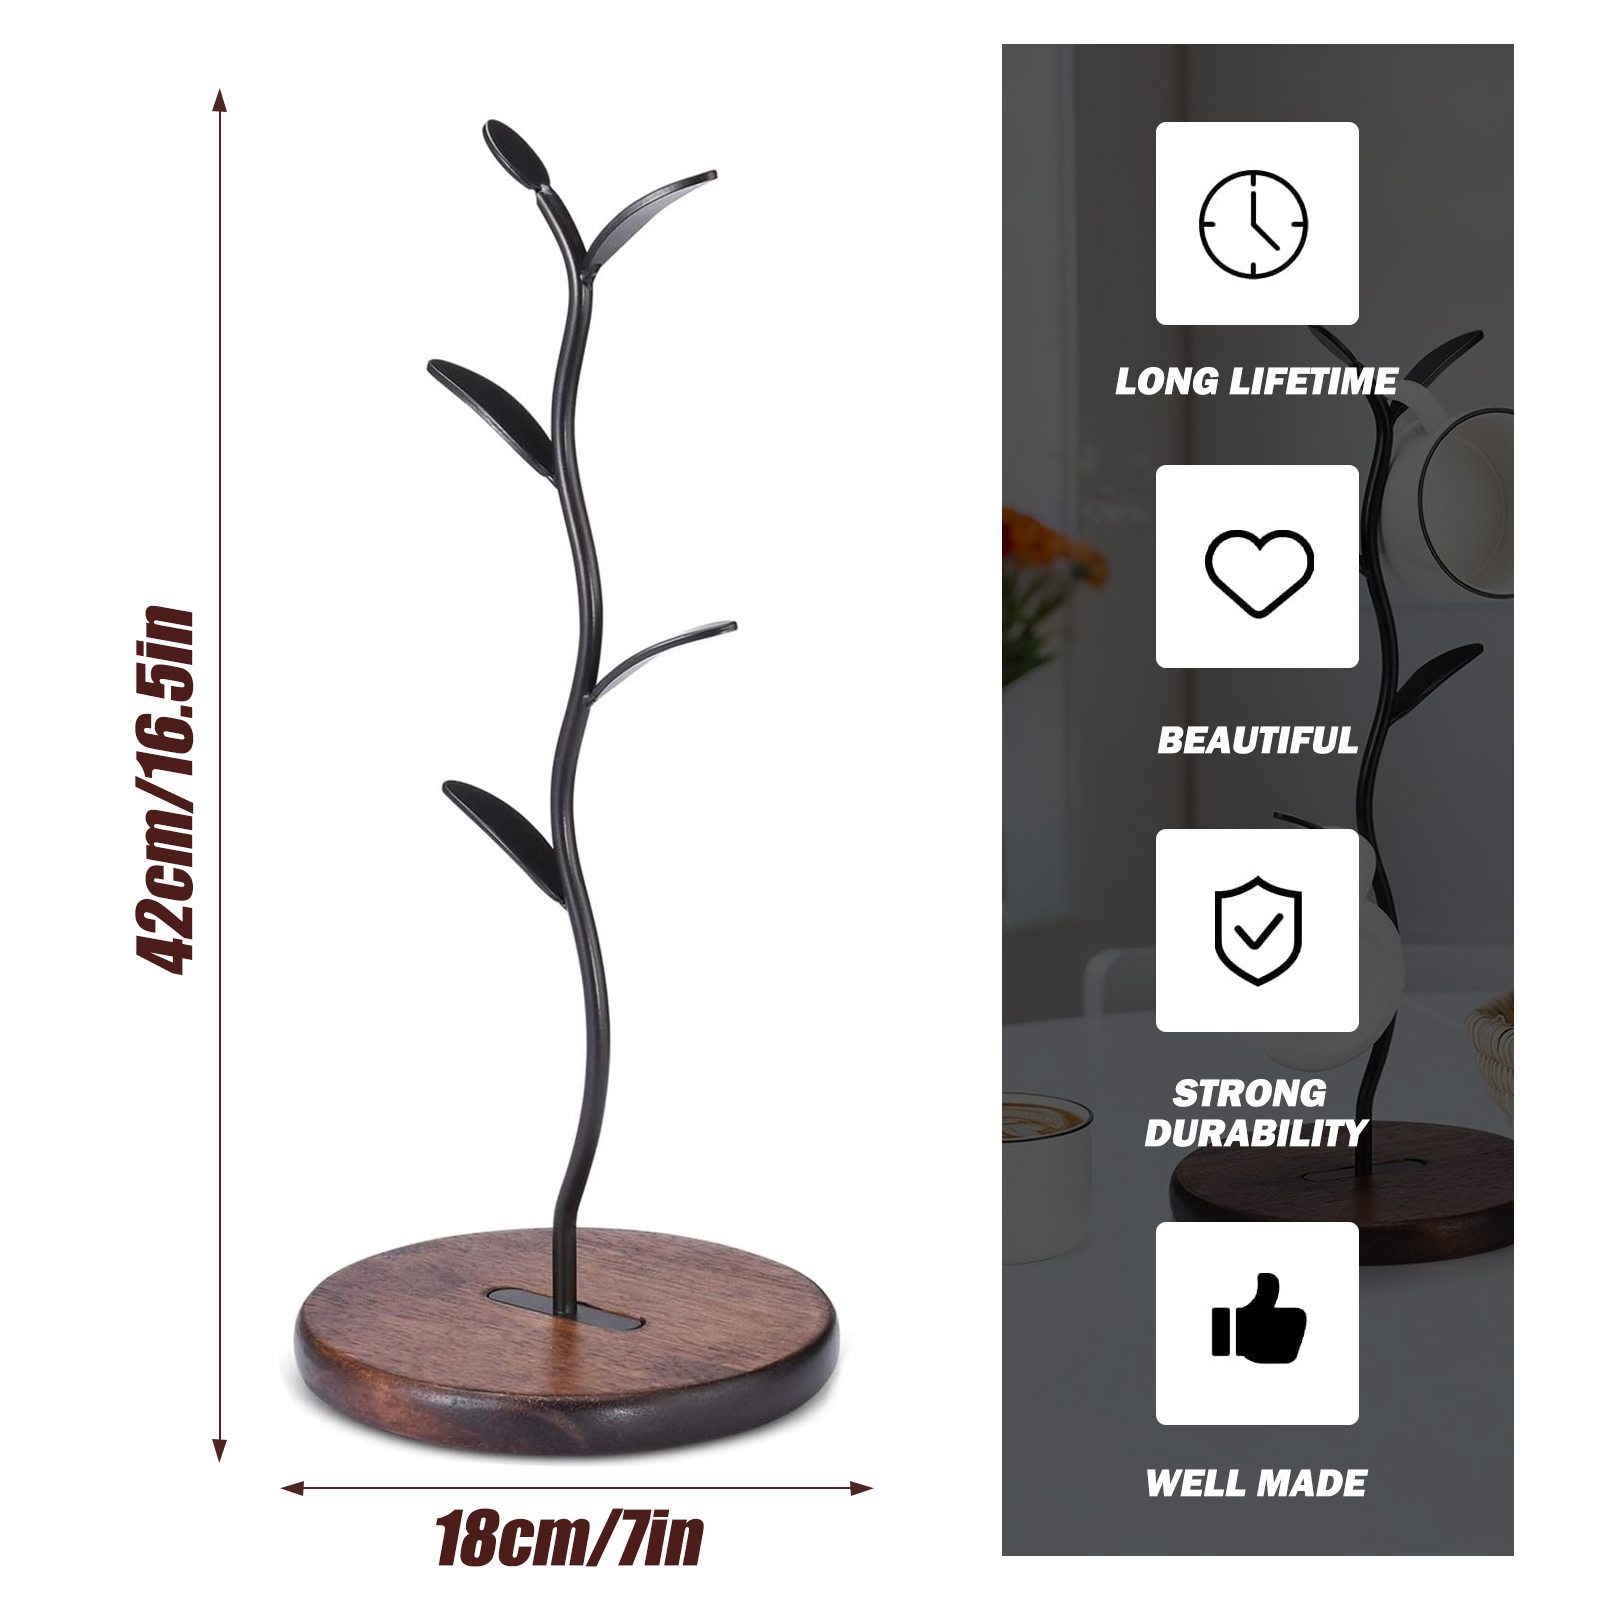 42cm/16.5in
18cm/7in
LONG LIFETIME
BEAUTIFUL
STRONG
DURABILITY
WELL MADE